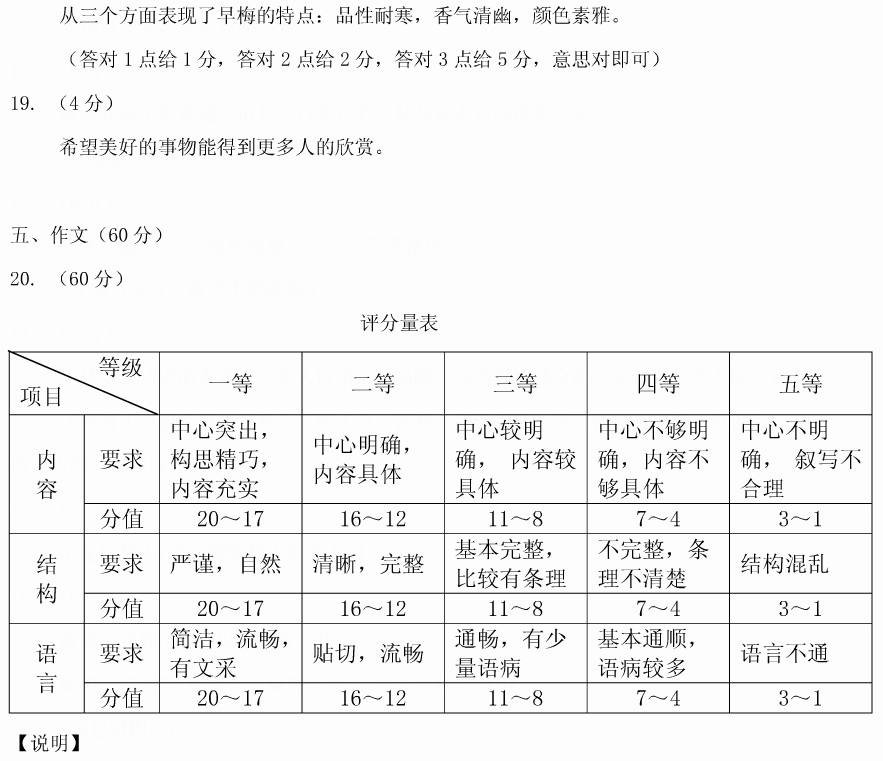 从三个方面表现了早梅的特点：品性耐寒，香气清幽，颜色素雅。
（答对 1 点给 1 分，答对 2 点给 2 分，答对 3 点给 5 分，意思对即可）
19. （4 分）
希望美好的事物能得到更多人的欣赏。
五、作文（60 分）
20. （60 分）
评分量表
等级
项目
一等
二等
三等
四等
五等
内
容
要求
中心突出，
构思精巧，
内容充实
中心明确，
内容具体
中心较明
确， 内容较
具体
中心不够明
确，内容不
够具体
中心不明
确， 叙写不
合理
分值
20～17
16～12
11～8
7～4
3～1
结
构
要求
严谨，自然
清晰，完整
基本完整，
比较有条理
不完整，条
理不清楚
结构混乱
分值
20～17
16～12
11～8
7～4
3～1
语
言
要求
简洁，流畅，
有文采
贴切，流畅
通畅，有少
量语病
基本通顺，
语病较多
语言不通
分值
20～17
16～12
11～8
7～4
3～1
【说明】